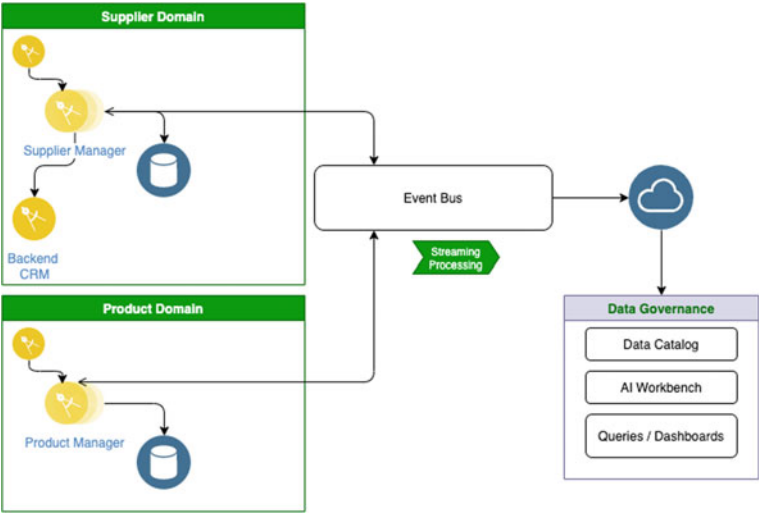 Supplier Domain
Supplier Manager
Backend
CRM
Product Domain
Product Manager
Event Bus
Streaming
Processing
Data Governance
Data Catalog
AI Workbench
Queries / Dashboards